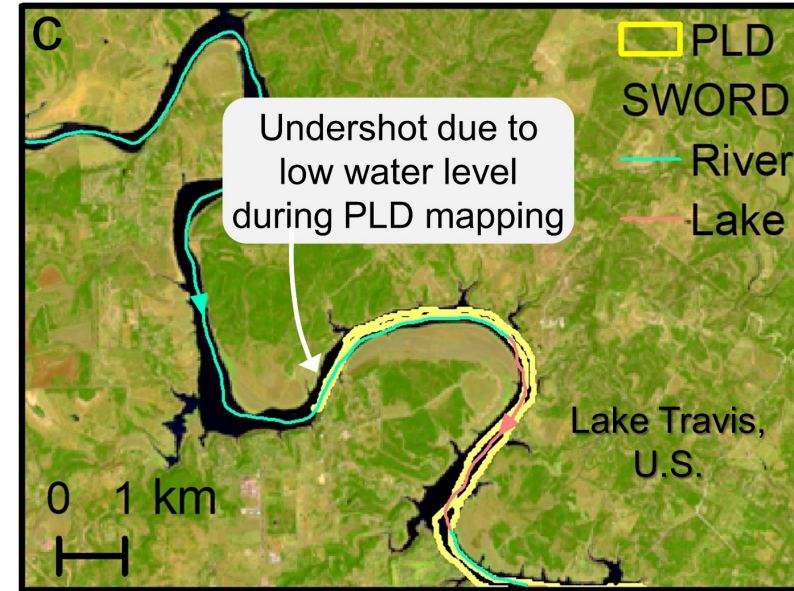 C
PLD
SWORD
River
Lake
Undershot due to
low water level
during PLD mapping
Lake Travis,
U.S.
0 1 km